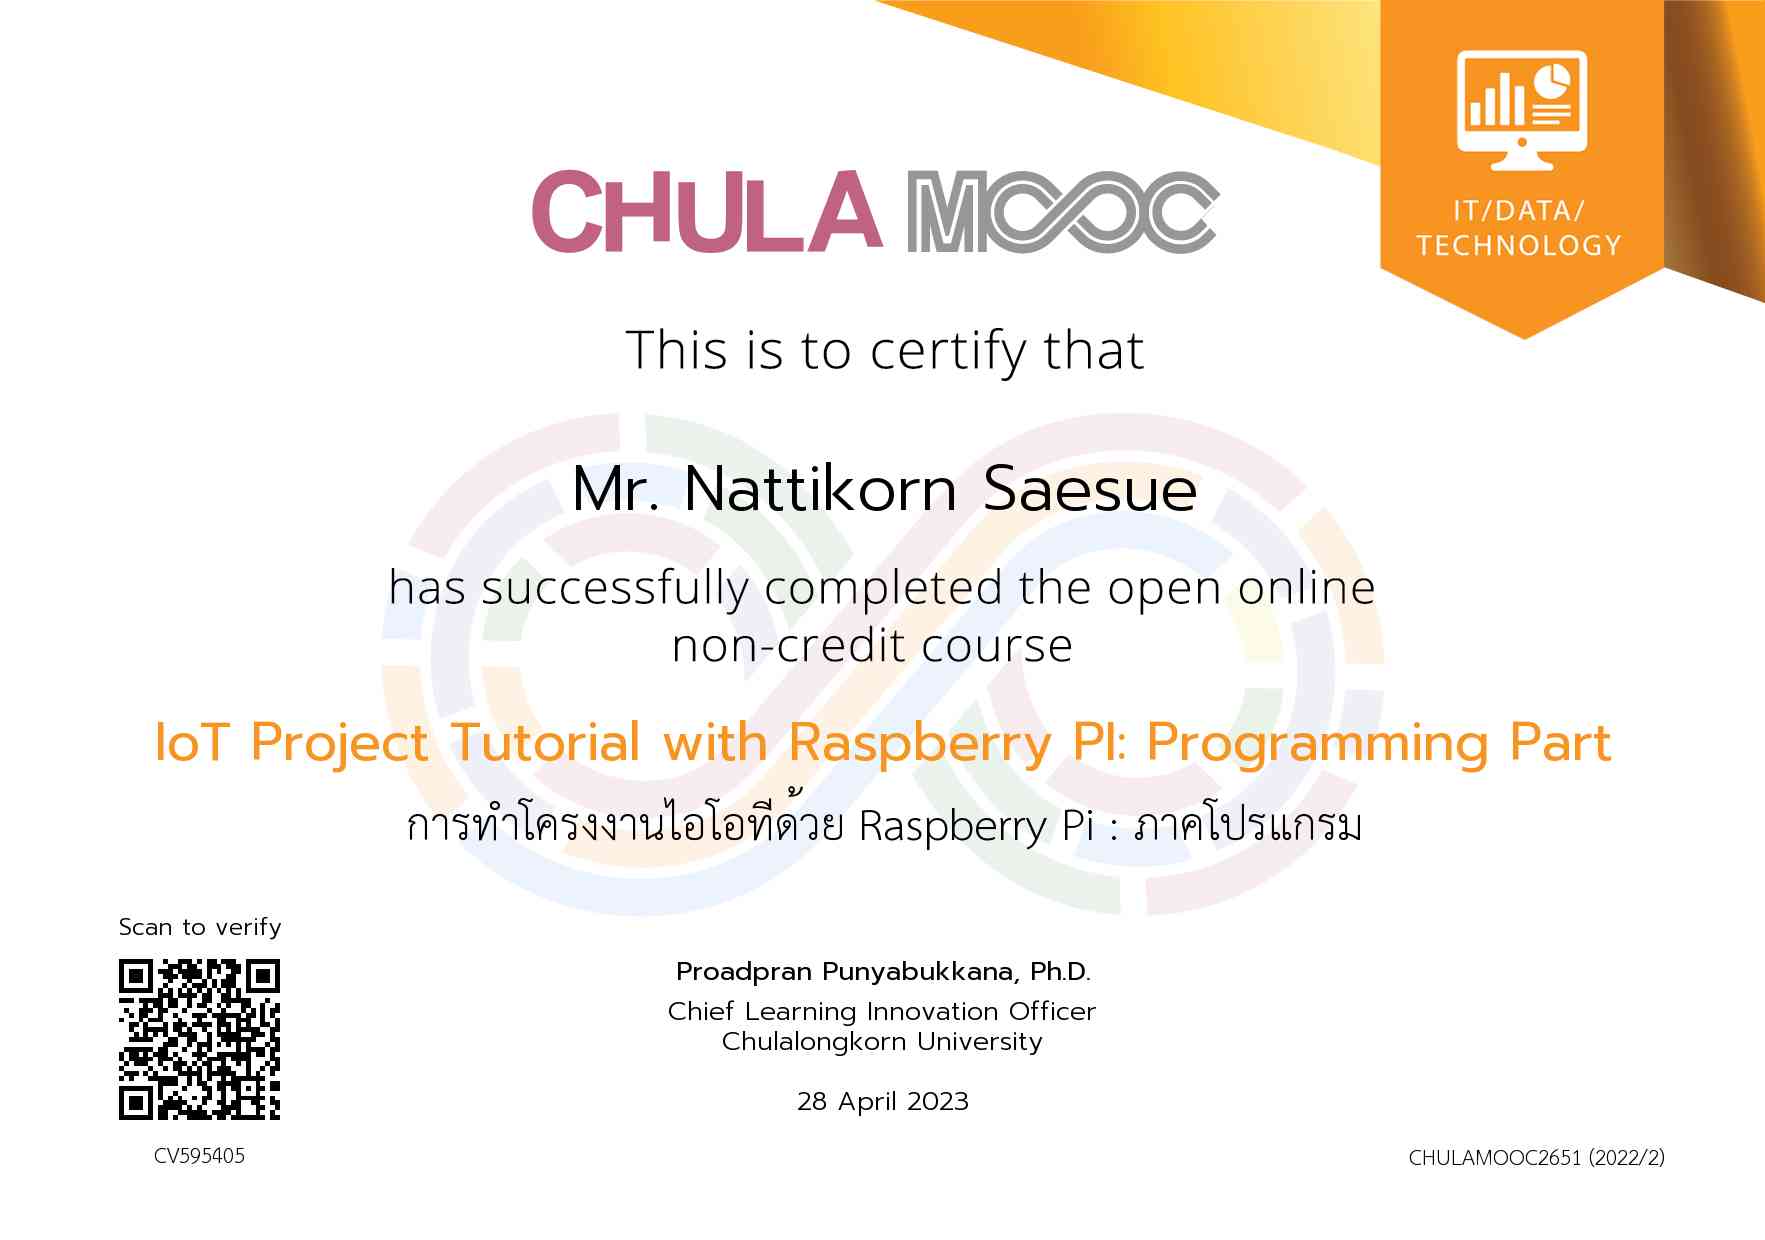 IT/DATA/
TECHNOLOGY
CHULA MOOC
This is to certify that
Mr. Nattikorn Saesue
has successfully completed the open online
non-credit course
IoT Project Tutorial with Raspberry PI: Programming Part
การทำโครงงานไอโอทีด้วย Raspberry Pi : ภาคโปรแกรม
Scan to verify
Proadpran Punyabukkana, Ph.D.
Chief Learning Innovation Officer
Chulalongkorn University
28 April 2023
CV595405
CHULAMOOC2651 (2022/2)